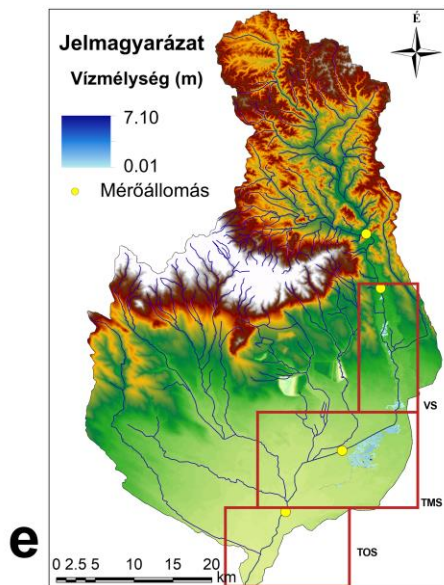 Jelmagyarázat
É
Vízmélység (m)
7.10
0.01
Mérőállomás
VS
TMS
TOS
e
0 2.5 5 10 15 20
km